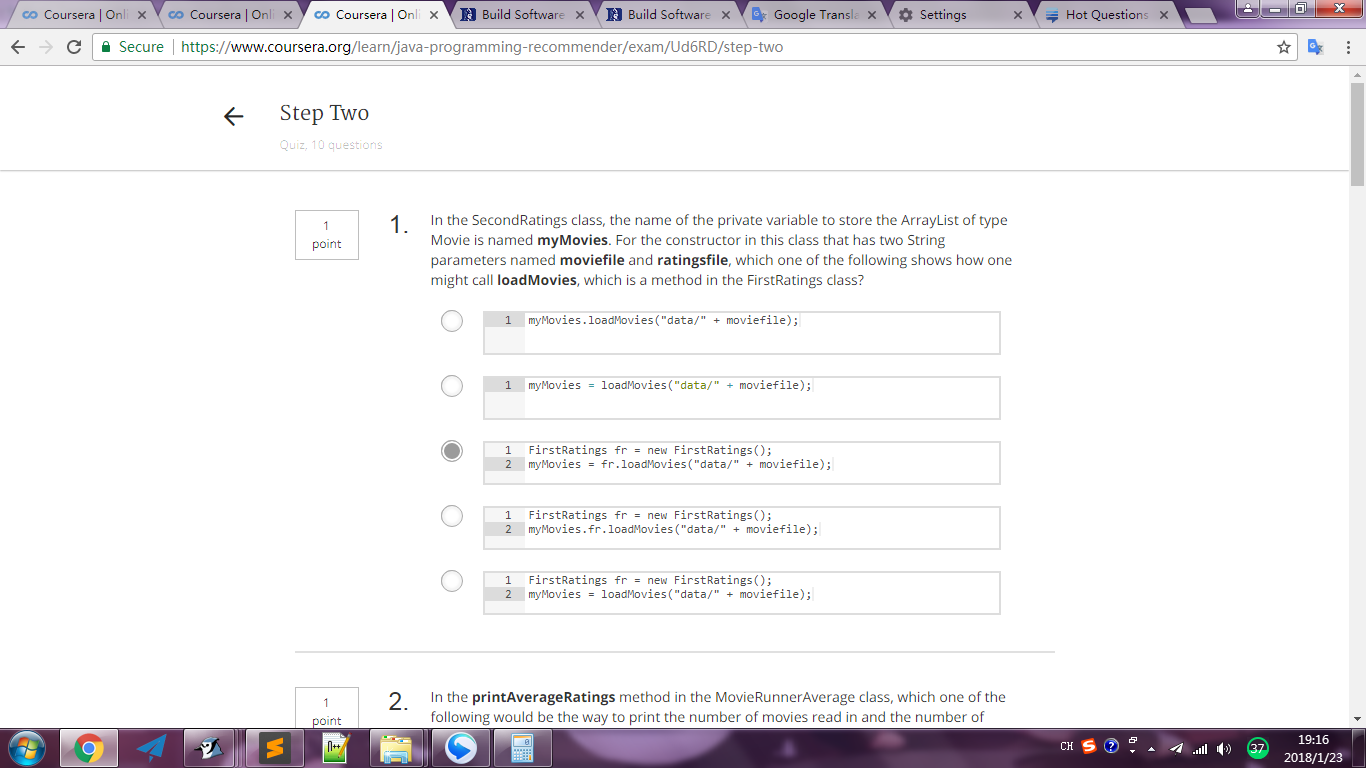 Coursera | Onli
Coursera | Onli
Coursera | Onli
Build Software
Build Software
Google Transla
Settings
Hot Questions
Secure
https://www.coursera.org/learn/java-programming-recommender/exam/Ud6RD/step-two
Step Two
Quiz, 10 questions
1
point
1.
In the SecondRatings class, the name of the private variable to store the ArrayList of type
Movie is named myMovies. For the constructor in this class that has two String
parameters named moviefile and ratingsfile, which one of the following shows how one
might call loadMovies, which is a method in the FirstRatings class?
1 myMovies.loadMovies("data/" + moviefile);
1 myMovies = loadMovies("data/" + moviefile);
1 FirstRatings fr = new FirstRatings();
2 myMovies = fr.loadMovies("data/" + moviefile);
1 FirstRatings fr = new FirstRatings();
2 myMovies.fr.loadMovies("data/" + moviefile);
1 FirstRatings fr = new FirstRatings();
2 myMovies = loadMovies("data/" + moviefile);
1
point
2.
In the printAverageRatings method in the MovieRunnerAverage class, which one of the
following would be the way to print the number of movies read in and the number of
CH
37
19:16
2018/1/23